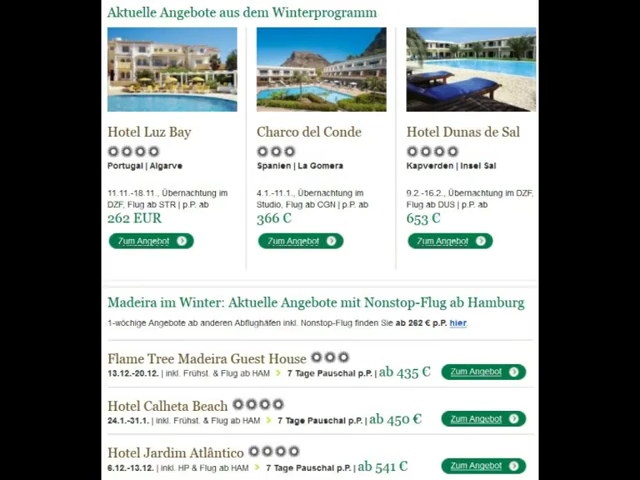 Aktuelle Angebote aus dem Winterprogramm
Hotel Luz Bay
Portugal | Algarve
11.11.-18.11., Übernachtung im
DZF, Flug ab STR | p.P. ab
262 EUR
Zum Angebot
Charco del Conde
Spanien | La Gomera
4.1.-11.1., Übernachtung im
Studio, Flug ab CGN | p.P. ab
366 €
Zum Angebot
Hotel Dunas de Sal
Kapverden | Insel Sal
9.2.-16.2., Übernachtung im DZF,
Flug ab DUS | p.P. ab
653 €
Zum Angebot
Madeira im Winter: Aktuelle Angebote mit Nonstop-Flug ab Hamburg
1-wöchige Angebote ab anderen Abflughäfen inkl. Nonstop-Flug finden Sie ab 262 € p.P. hier.
Flame Tree Madeira Guest House
13.12.-20.12. | inkl. Frühst. & Flug ab HAM > 7 Tage Pauschal p.P. | ab 435 €
Zum Angebot
Hotel Calheta Beach
24.1.-31.1. | inkl. Frühst. & Flug ab HAM > 7 Tage Pauschal p.P. | ab 450 €
Zum Angebot
Hotel Jardim Atlântico
6.12.-13.12. | inkl. HP & Flug ab HAM > 7 Tage Pauschal p.P. | ab 541 €
Zum Angebot